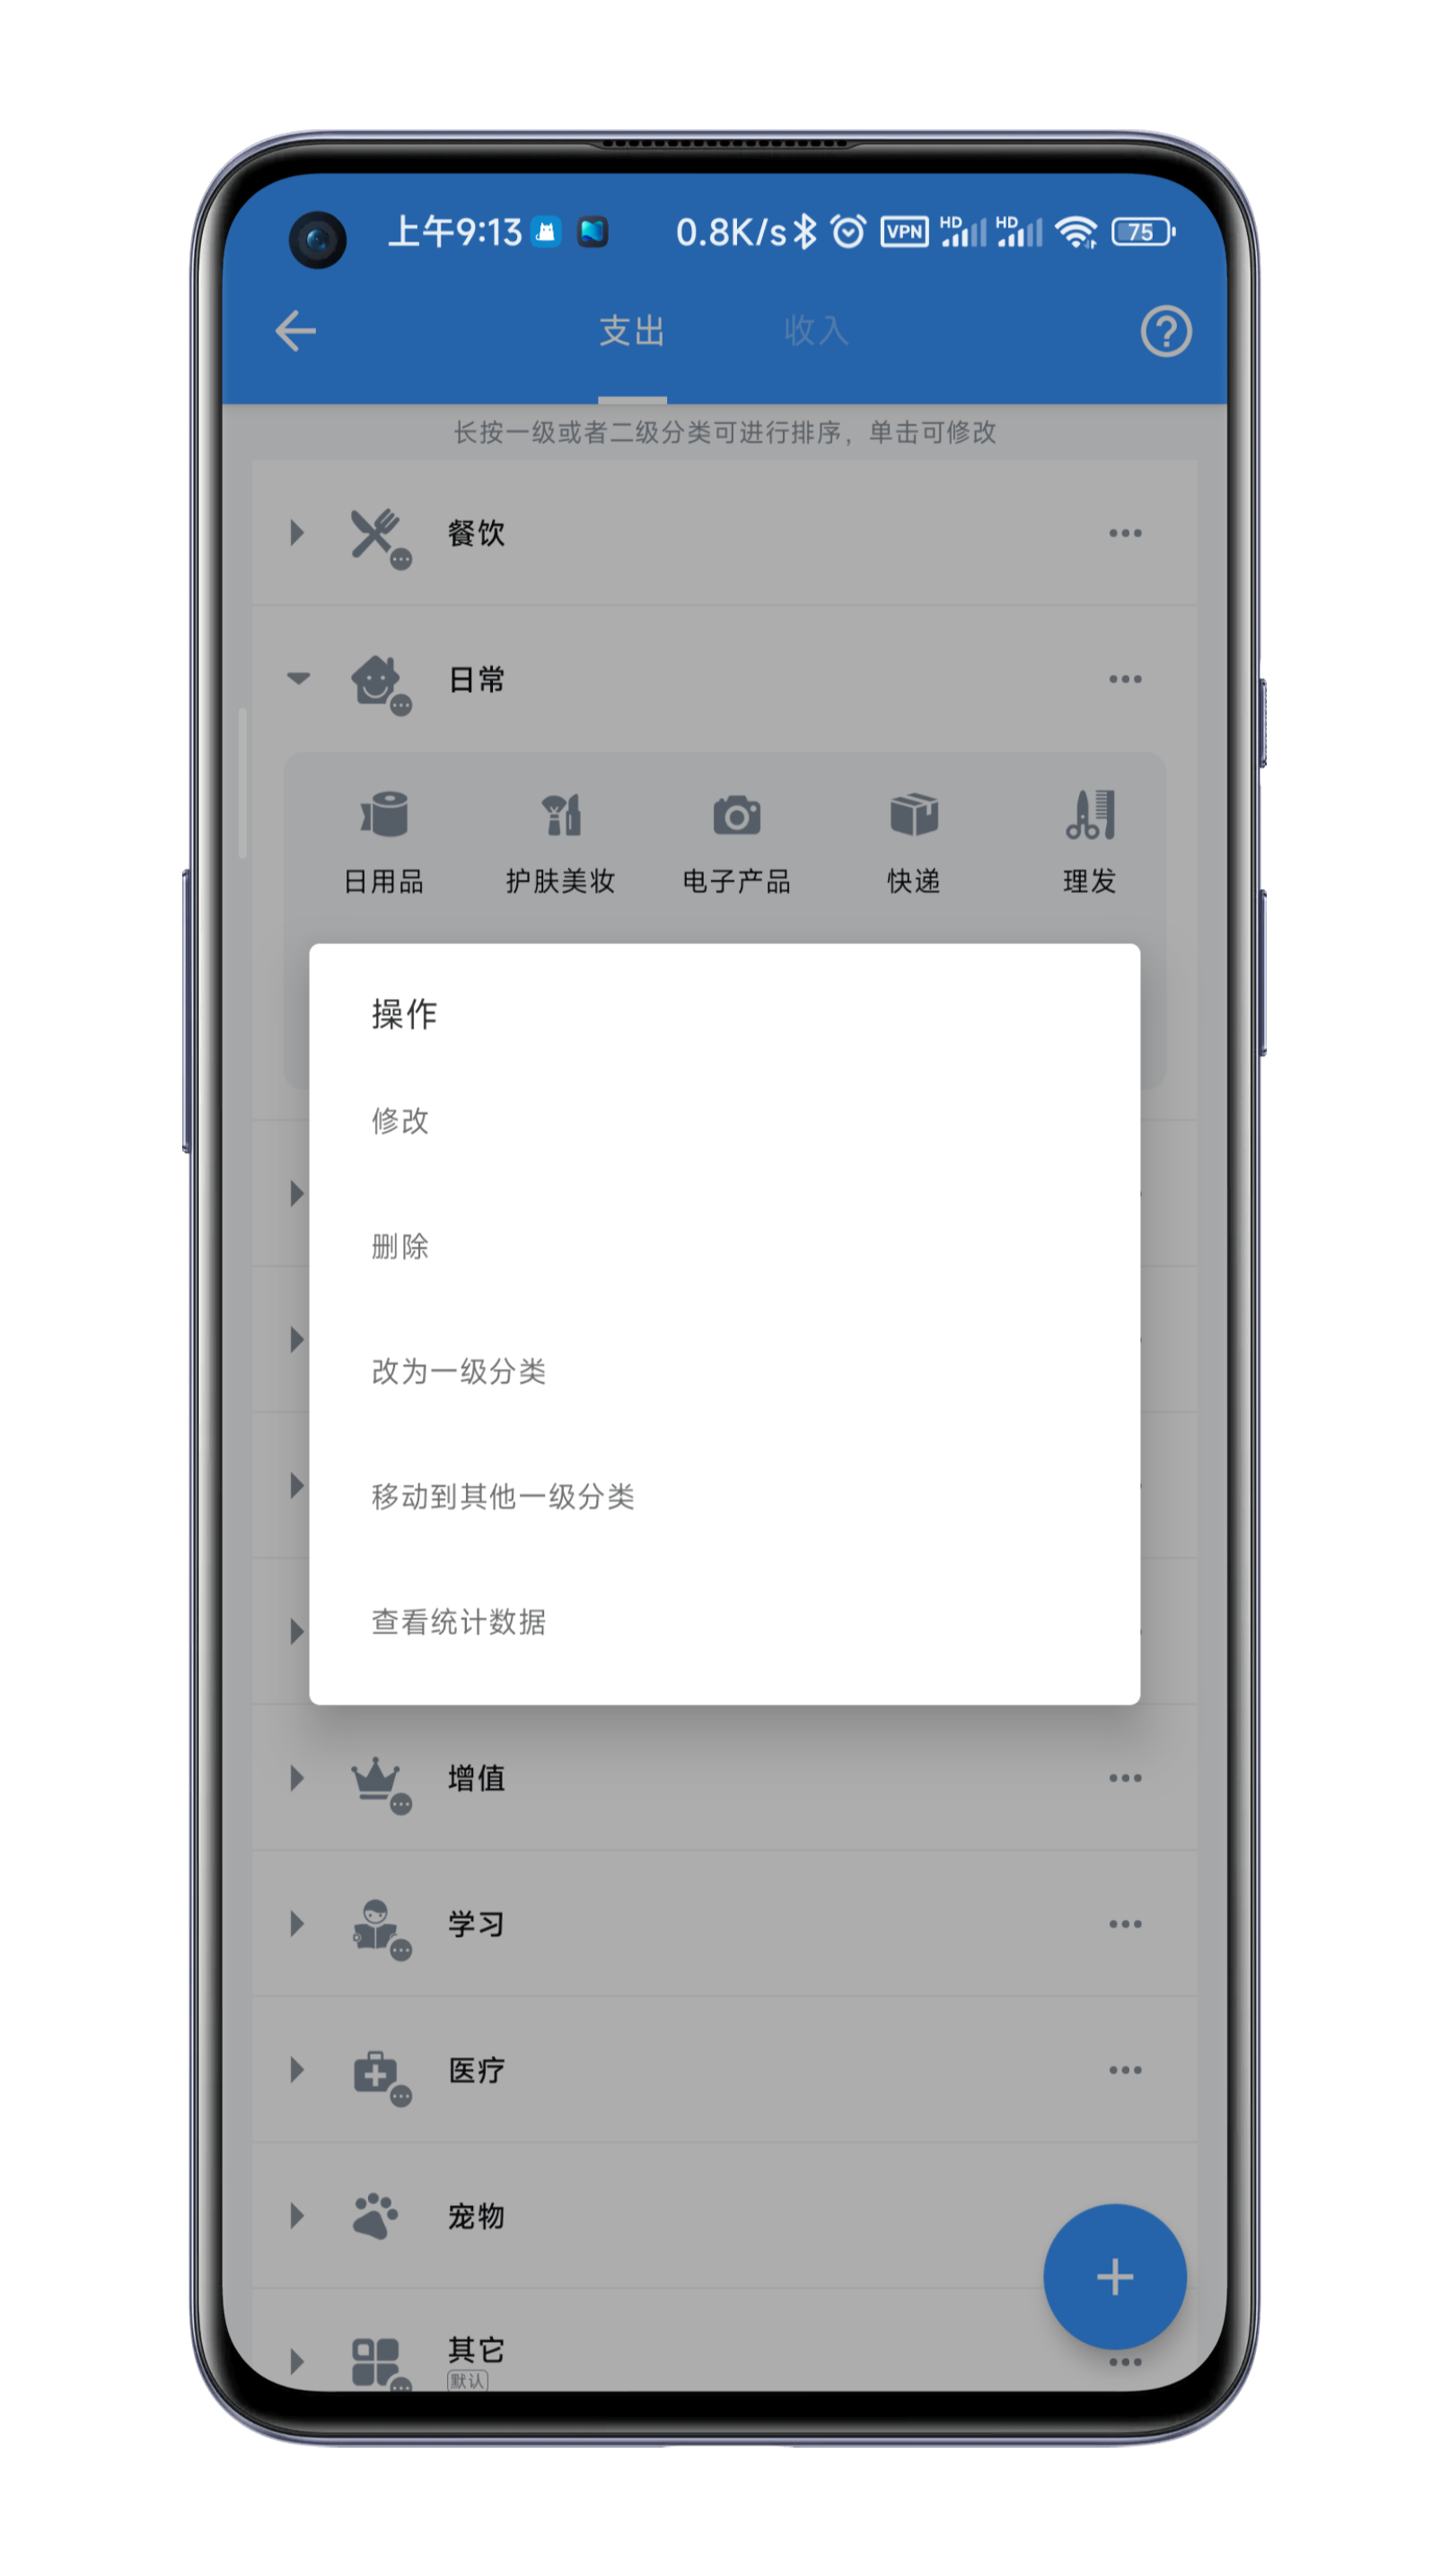 上午9:13
0.8K/s VPN HD HD 75
支出 收入
长按一级或者二级分类可进行排序，单击可修改
餐饮
日常
日用品 护肤美妆 电子产品 快递 理发
操作
修改
删除
改为一级分类
移动到其他一级分类
查看统计数据
增值
学习
医疗
宠物
其它
默认